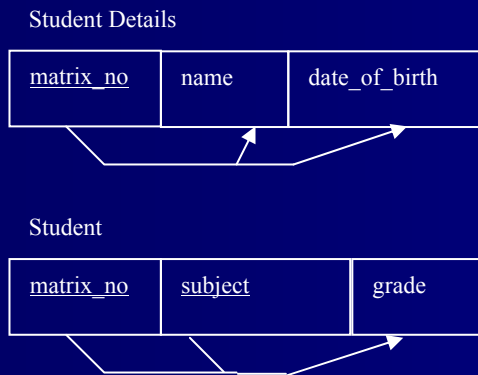 Student Details
matrix_no name date_of_birth
Student
matrix_no subject grade